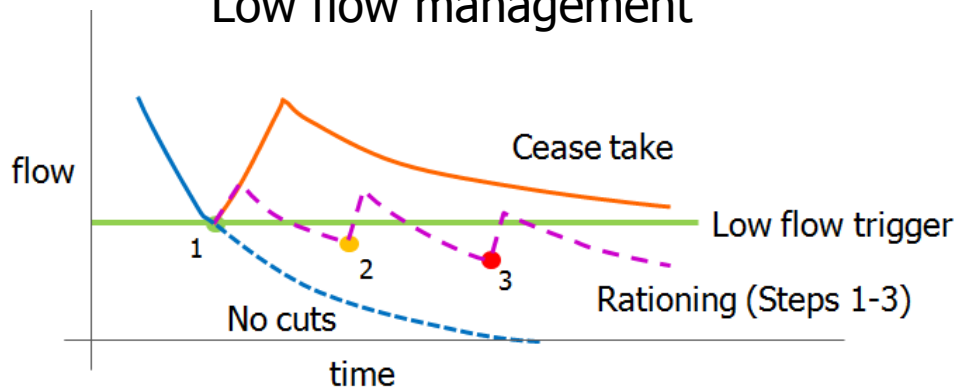 Low flow management
flow
Cease take
Low flow trigger
1
2
3
Rationing (Steps 1-3)
No cuts
time